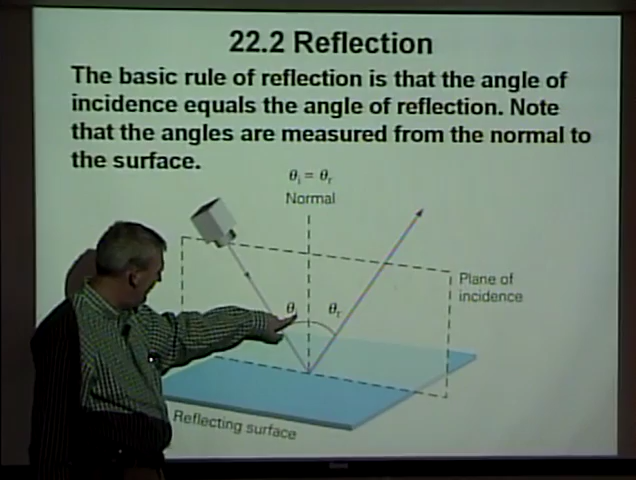 22.2 Reflection
The basic rule of reflection is that the angle of
incidence equals the angle of reflection. Note
that the angles are measured from the normal to
the surface.
θi = θr
Normal
Plane of
incidence
θi
θr
Reflecting surface